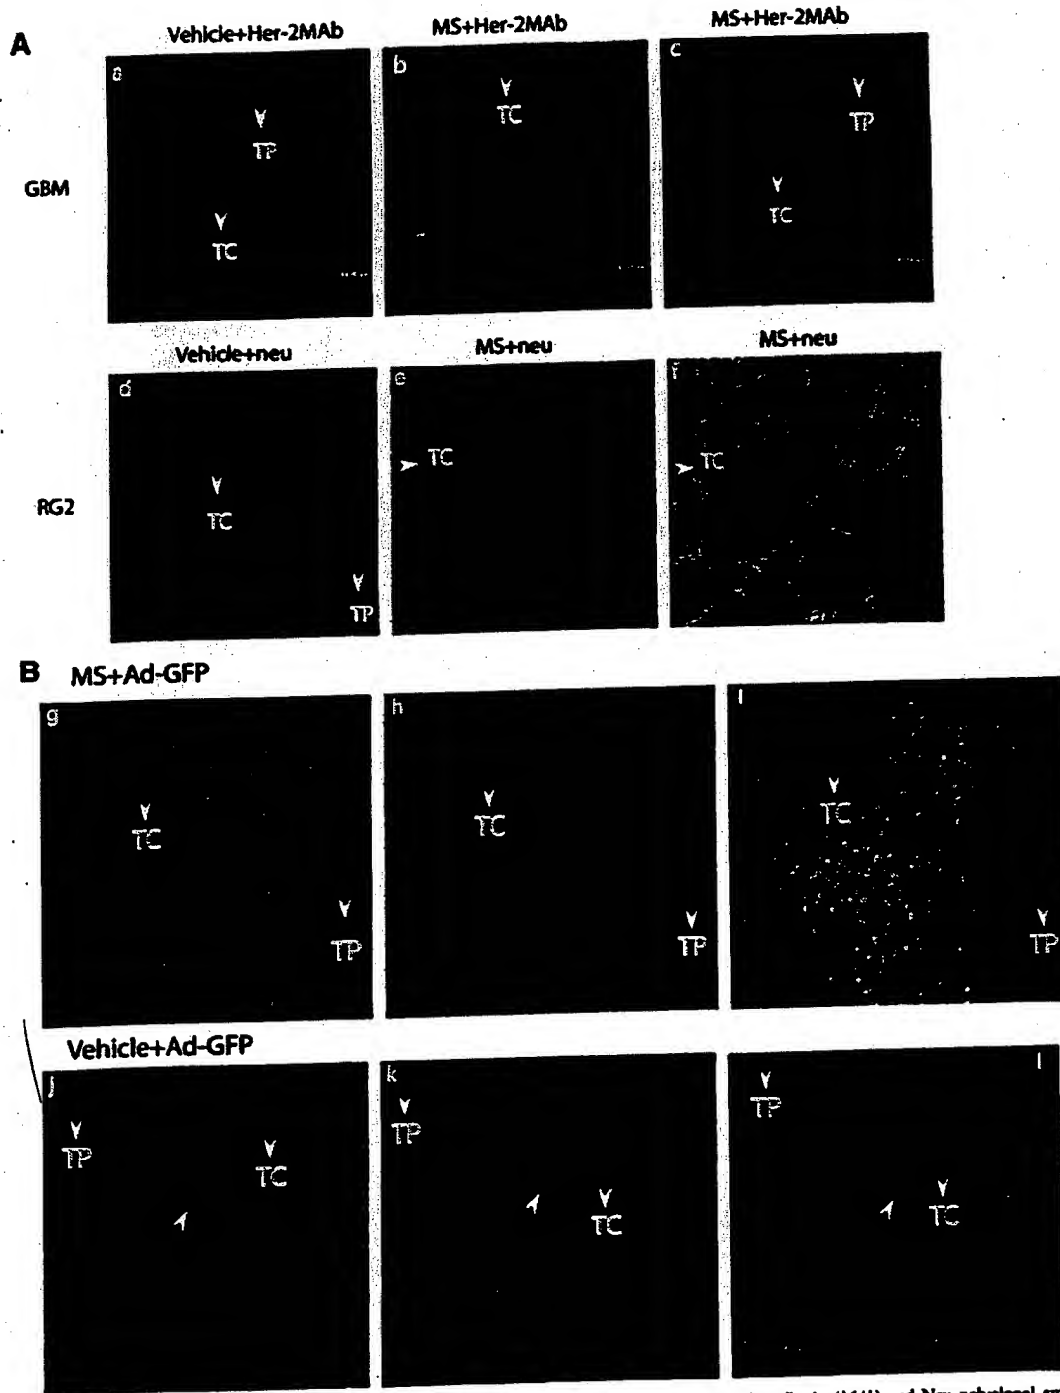 A
Vehicle+Her-2MAb MS+Her-2MAb MS+Her-2MAb
a b c
TC
TP TP
GBM
TC
TC
Vehicle+neu MS+neu MS+neu
d e f
TC TC
RG2
TC
TP
B MS+Ad-GFP
g h i
TC TC TC
TP TP TP
Vehicle+Ad-GFP
j k l
TP TP TP
TC TC TC